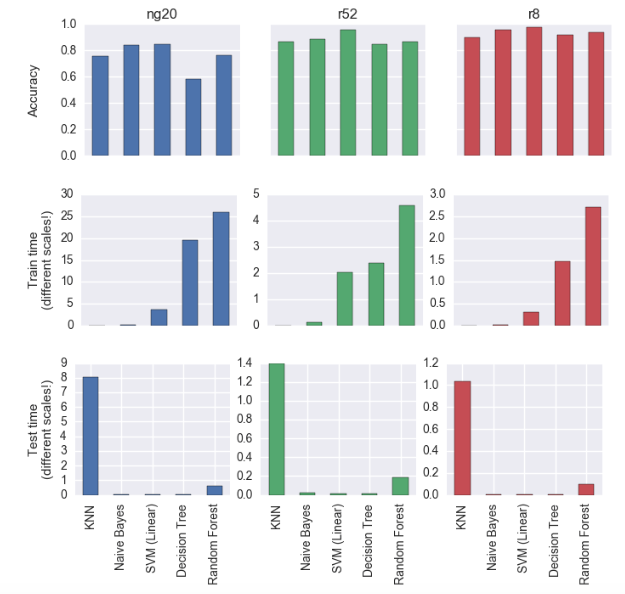 ng20
r52
r8
1.0
0.8
0.6
0.4
0.2
0.0
Accuracy
30
25
20
15
10
5
0
Train time
(different scales!)
5
4
3
2
1
0
3.0
2.5
2.0
1.5
1.0
0.5
0.0
9
8
7
6
5
4
3
2
1
0
Test time
(different scales!)
1.4
1.2
1.0
0.8
0.6
0.4
0.2
0.0
1.2
1.0
0.8
0.6
0.4
0.2
0.0
KNN
Naive Bayes
SVM (Linear)
Decision Tree
Random Forest
KNN
Naive Bayes
SVM (Linear)
Decision Tree
Random Forest
KNN
Naive Bayes
SVM (Linear)
Decision Tree
Random Forest